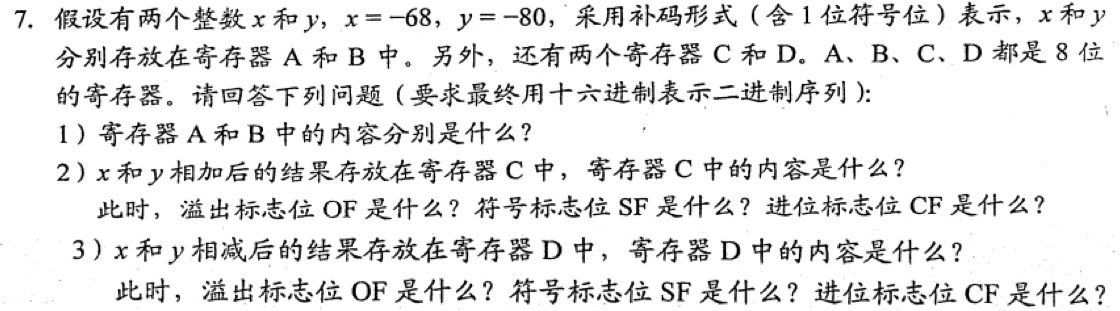 7. 假设有两个整数 x 和 y，x = −68，y = −80，采用补码形式（含 1 位符号位）表示，x 和 y
分别存放在寄存器 A 和 B 中。另外，还有两个寄存器 C 和 D。A、B、C、D 都是 8 位
的寄存器。请回答下列问题（要求最终用十六进制表示二进制序列）：
1）寄存器 A 和 B 中的内容分别是什么？
2）x 和 y 相加后的结果存放在寄存器 C 中，寄存器 C 中的内容是什么？
此时，溢出标志位 OF 是什么？符号标志位 SF 是什么？进位标志位 CF 是什么？
3）x 和 y 相减后的结果存放在寄存器 D 中，寄存器 D 中的内容是什么？
此时，溢出标志位 OF 是什么？符号标志位 SF 是什么？进位标志位 CF 是什么？